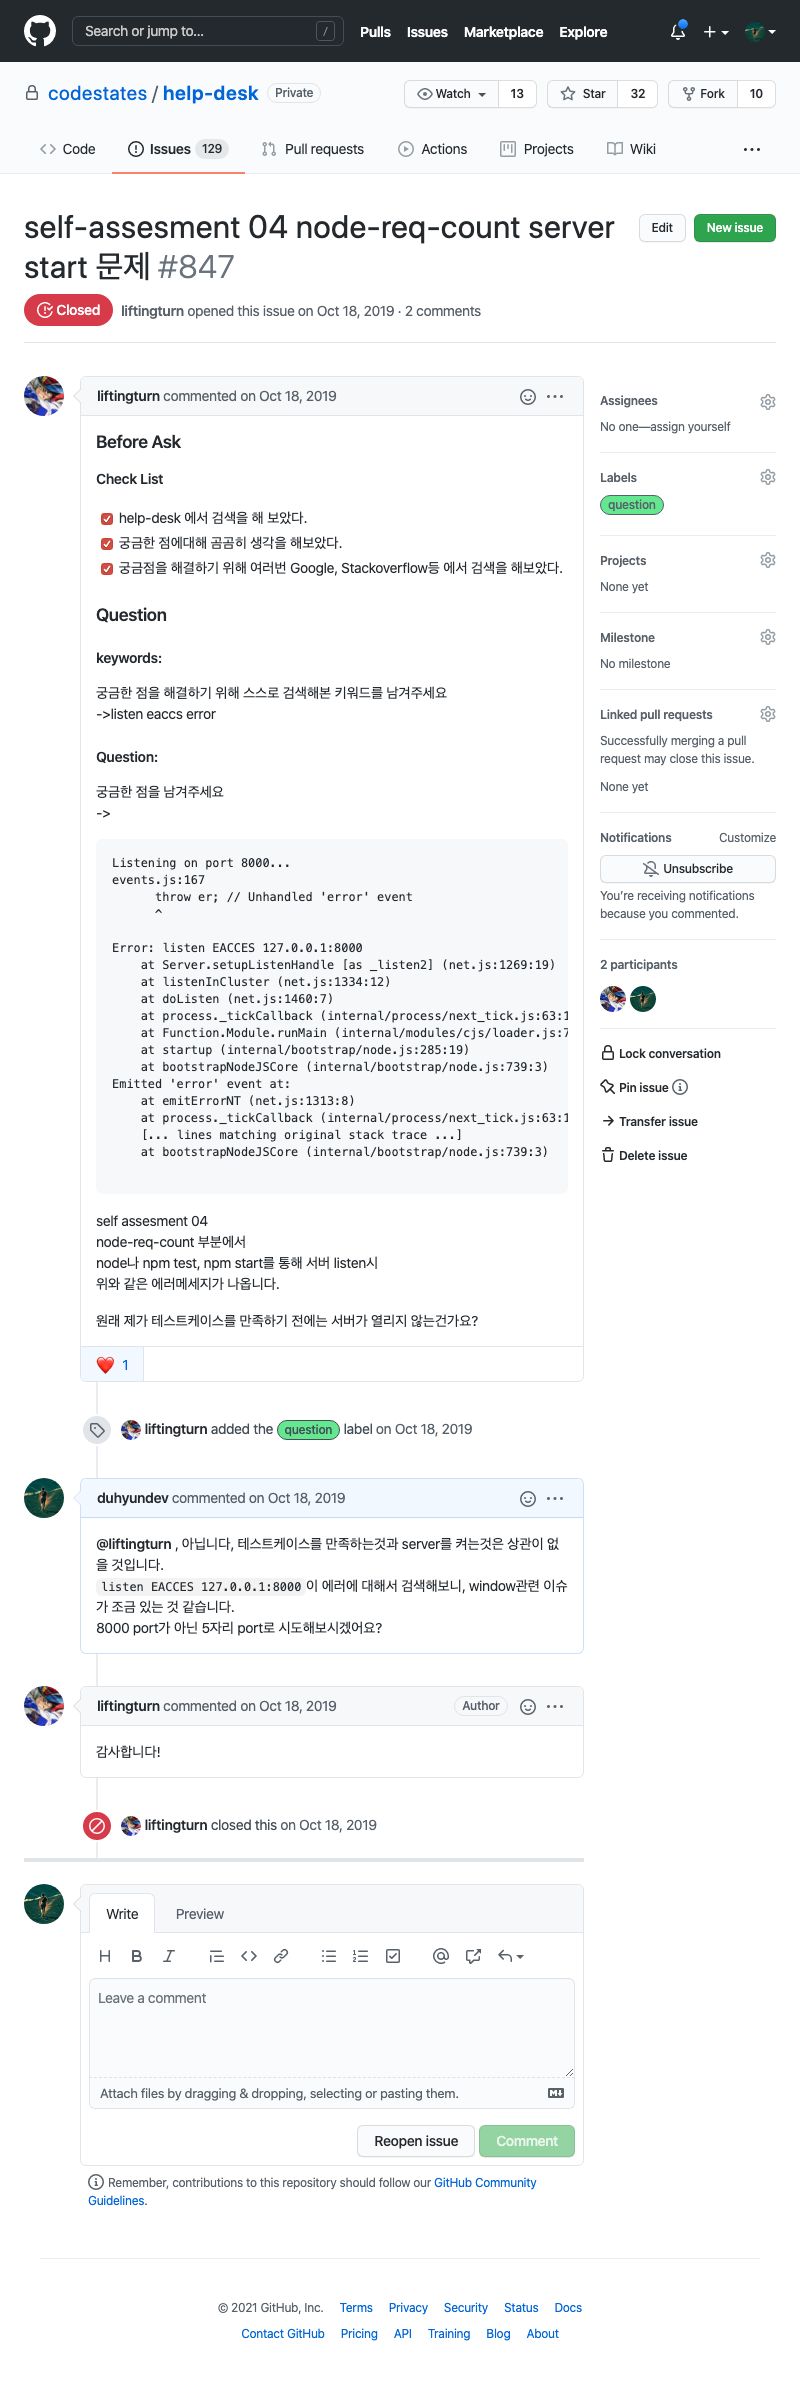 Search or jump to... /
Pulls Issues Marketplace Explore
codestates / help-desk Private
Watch 13 Star 32 Fork 10
Code Issues 129 Pull requests Actions Projects Wiki
self-assesment 04 node-req-count server
start 문제 #847
Edit New issue
Closed liftingturn opened this issue on Oct 18, 2019 · 2 comments
liftingturn commented on Oct 18, 2019
Before Ask
Check List
help-desk 에서 검색을 해 보았다.
궁금한 점에대해 곰곰히 생각을 해보았다.
궁금점을 해결하기 위해 여러번 Google, Stackoverflow등 에서 검색을 해보았다.
Question
keywords:
궁금한 점을 해결하기 위해 스스로 검색해본 키워드를 남겨주세요
->listen eaccs error
Question:
궁금한 점을 남겨주세요
->
Listening on port 8000...
events.js:167
throw er; // Unhandled 'error' event
^
Error: listen EACCES 127.0.0.1:8000
at Server.setupListenHandle [as _listen2] (net.js:1269:19)
at listenInCluster (net.js:1334:12)
at doListen (net.js:1460:7)
at process._tickCallback (internal/process/next_tick.js:63:1
at Function.Module.runMain (internal/modules/cjs/loader.js:7
at startup (internal/bootstrap/node.js:285:19)
at bootstrapNodeJSCore (internal/bootstrap/node.js:739:3)
Emitted 'error' event at:
at emitErrorNT (net.js:1313:8)
at process._tickCallback (internal/process/next_tick.js:63:1
[... lines matching original stack trace ...]
at bootstrapNodeJSCore (internal/bootstrap/node.js:739:3)
self assesment 04
node-req-count 부분에서
node나 npm test, npm start를 통해 서버 listen시
위와 같은 에러메세지가 나옵니다.
원래 제가 테스트케이스를 만족하기 전에는 서버가 열리지 않는건가요?
❤️ 1
liftingturn added the question label on Oct 18, 2019
duhyundev commented on Oct 18, 2019
@liftingturn , 아닙니다, 테스트케이스를 만족하는것과 server를 켜는것은 상관이 없
을 것입니다.
listen EACCES 127.0.0.1:8000 이 에러에 대해서 검색해보니, window관련 이슈
가 조금 있는 것 같습니다.
8000 port가 아닌 5자리 port로 시도해보시겠어요?
liftingturn commented on Oct 18, 2019 Author
감사합니다!
liftingturn closed this on Oct 18, 2019
Write Preview
Leave a comment
Attach files by dragging & dropping, selecting or pasting them.
Reopen issue Comment
Remember, contributions to this repository should follow our GitHub Community
Guidelines.
Assignees
No one—assign yourself
Labels
question
Projects
None yet
Milestone
No milestone
Linked pull requests
Successfully merging a pull
request may close this issue.
None yet
Notifications Customize
Unsubscribe
You're receiving notifications
because you commented.
2 participants
Lock conversation
Pin issue
Transfer issue
Delete issue
© 2021 GitHub, Inc. Terms Privacy Security Status Docs
Contact GitHub Pricing API Training Blog About